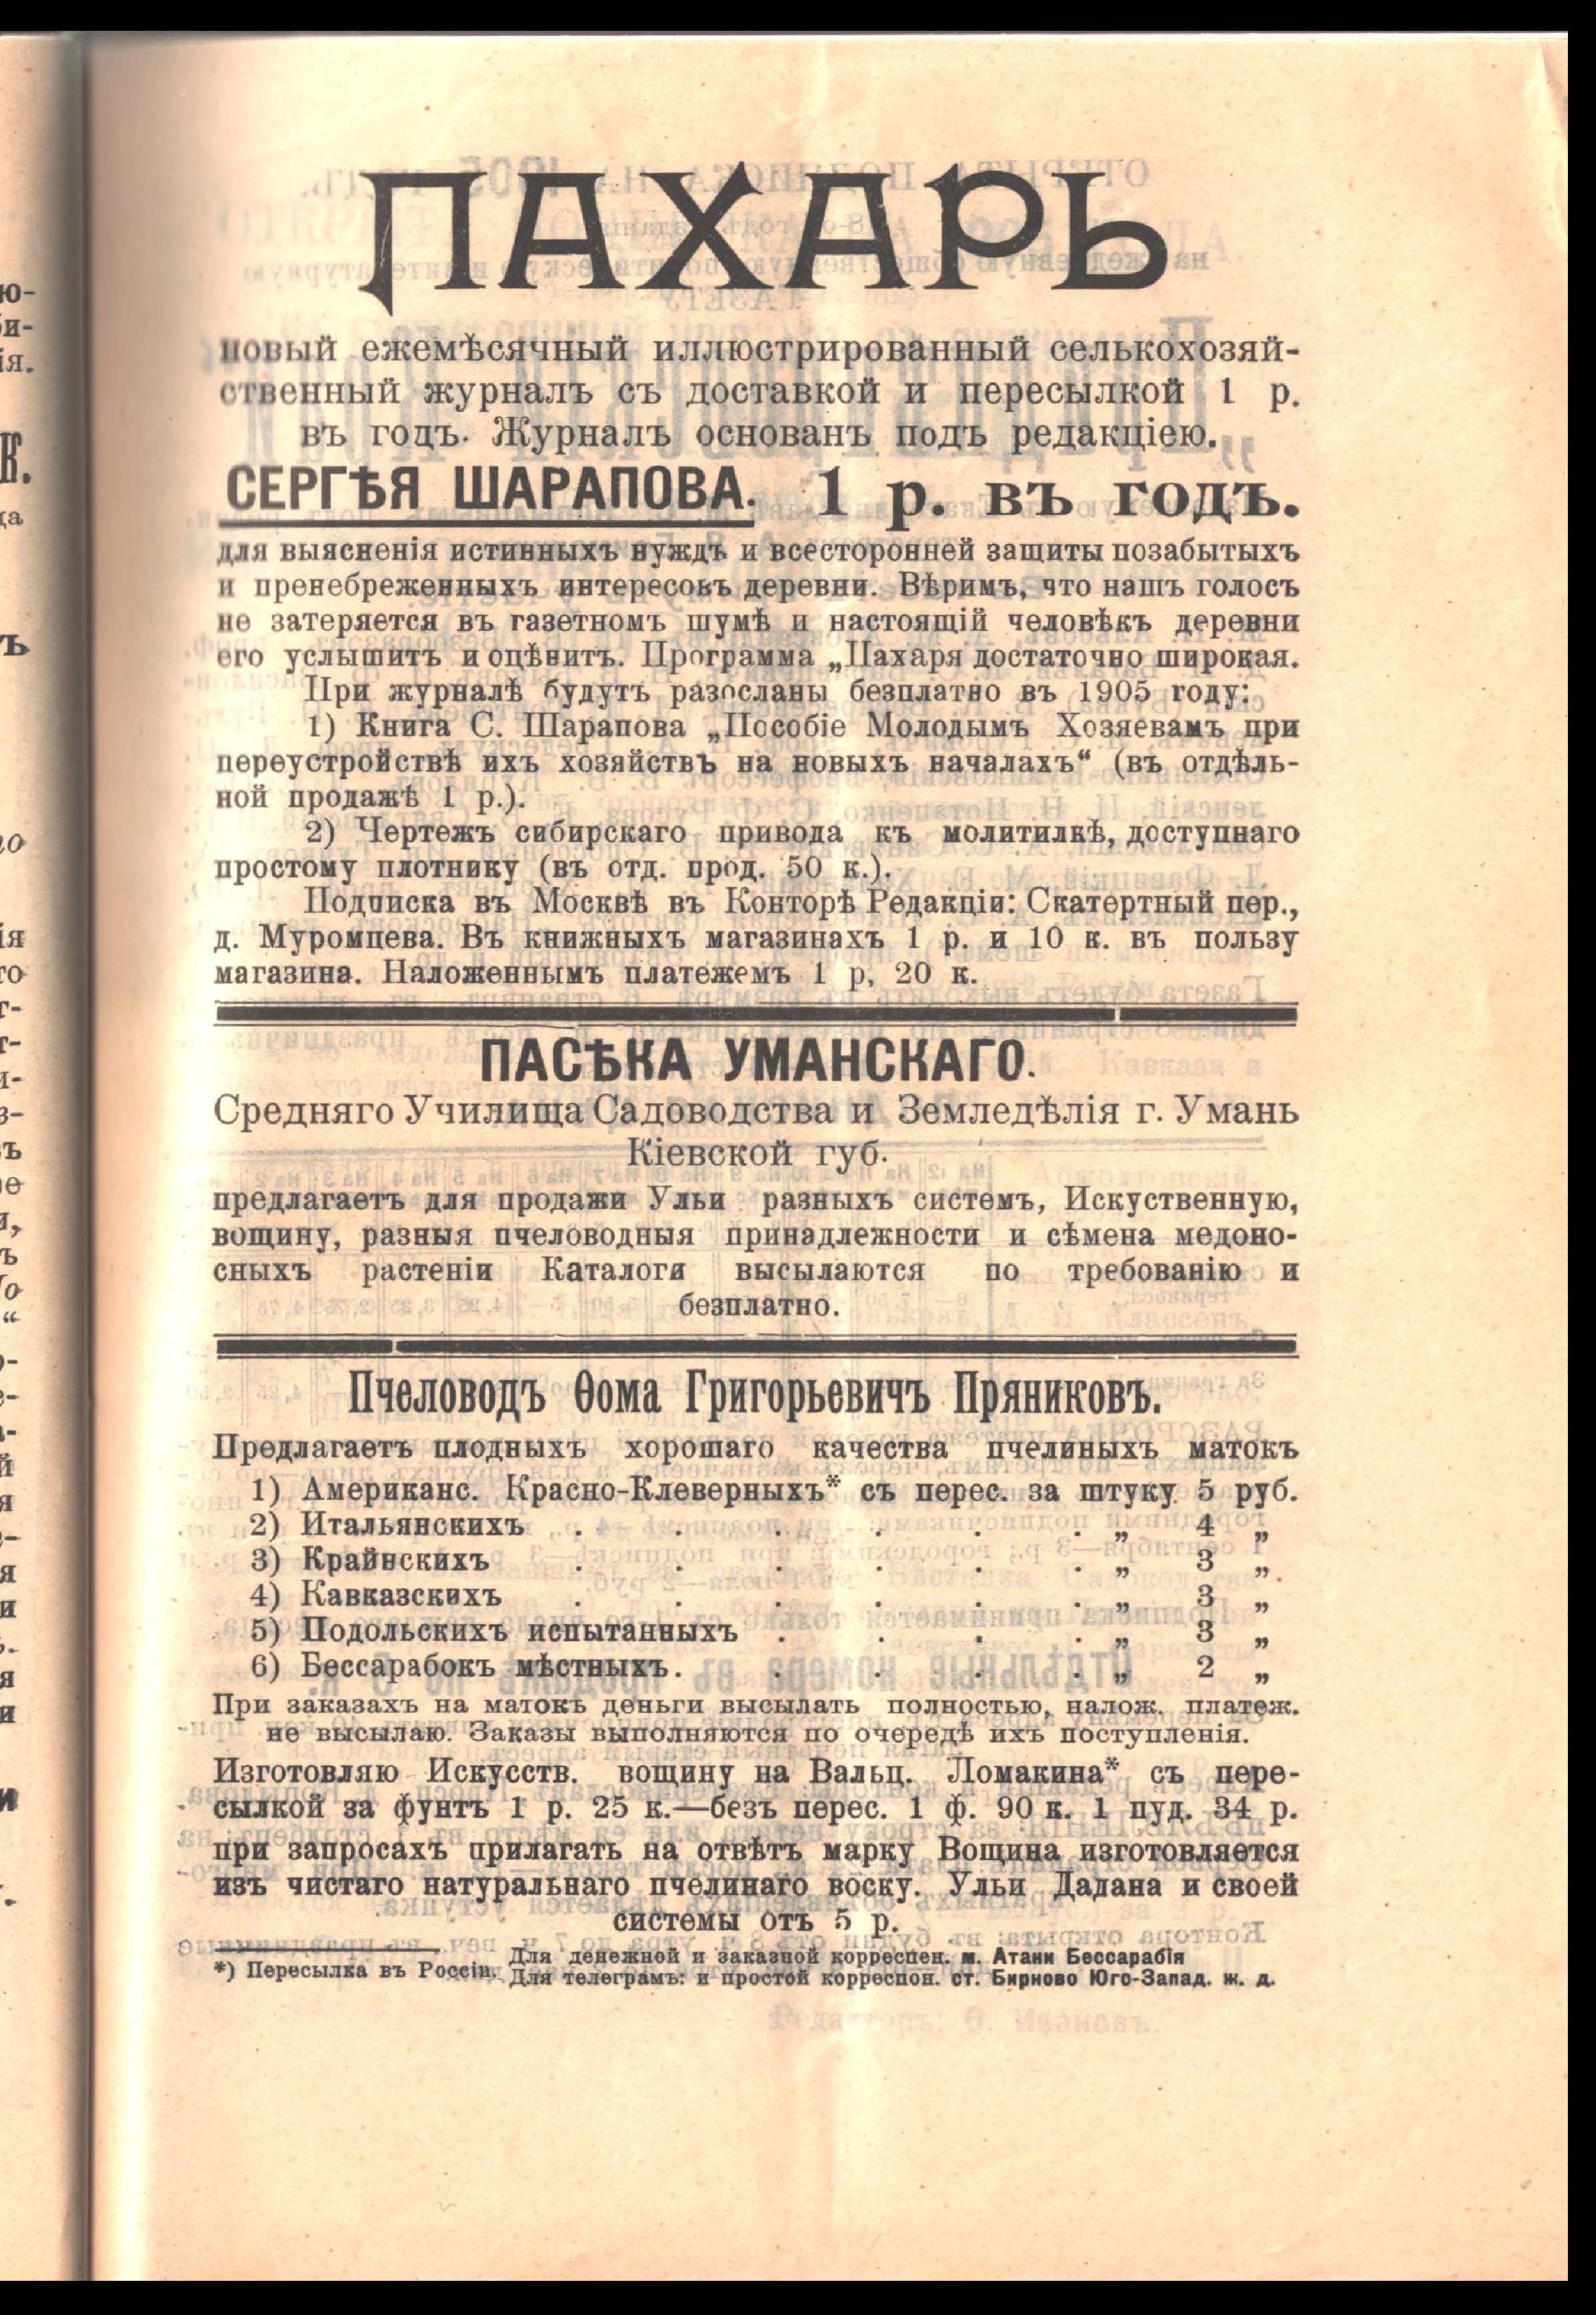 ПАХАРЬ
новый ежемѣсячный иллюстрированный селькохозяй-
ственный журналъ съ доставкой и пересылкой 1 р.
въ годъ. Журналъ основанъ подъ редакціею.
СЕРГѢЯ ШАРАПОВА. 1 р. въ годъ.
для выясненія истинныхъ нуждъ и всесторонней защиты позабытыхъ
и пренебреженныхъ интересовъ деревни. Вѣримъ, что нашъ голосъ
не затеряется въ газетномъ шумѣ и настоящій человѣкъ деревни
его услышитъ и оцѣнитъ. Программа „Пахаря достаточно широкая.
При журналѣ будутъ разосланы безплатно въ 1905 году:
1) Книга С. Шарапова „Пособіе Молодымъ Хозяевамъ при
переустройствѣ ихъ хозяйствъ на новыхъ началахъ“ (въ отдѣль-
ной продажѣ 1 р.).
2) Чертежъ сибирскаго привода къ молитилкѣ, доступнаго
простому плотнику (въ отд. прод. 50 к.).
Подписка въ Москвѣ въ Конторѣ Редакціи: Скатертный пер.,
д. Муромцева. Въ книжныхъ магазинахъ 1 р. и 10 к. въ пользу
магазина. Наложеннымъ платежемъ 1 р, 20 к.
ПАСѢКА УМАНСКАГО.
Средняго Училища Садоводства и Земледѣлія г. Умань
Кіевской губ.
предлагаетъ для продажи Ульи разныхъ системъ, Искуственную,
вощину, разныя пчеловодныя принадлежности и сѣмена медоно-
сныхъ растеніи Каталоги высылаются по требованію и
безплатно.
Пчеловодъ Ѳома Григорьевичъ Пряниковъ.
Предлагаетъ плодныхъ хорошаго качества пчелиныхъ матокъ
1) Американс. Красно-Клеверныхъ* съ перес. за штуку 5 руб.
2) Итальянскихъ . . . . . . „ 4 „
3) Крайнскихъ . . . . . . „ 3 „
4) Кавказскихъ . . . . . . „ 3 „
5) Подольскихъ испытанныхъ . . . . „ 3 „
6) Бессарабокъ мѣстныхъ . . . . . „ 2 „
При заказахъ на матокъ деньги высылать полностью, налож. платеж.
не высылаю. Заказы выполняются по очередѣ ихъ поступленія.
Изготовляю Искусств. вощину на Вальц. Ломакина* съ пере-
сылкой за фунтъ 1 р. 25 к.—безъ перес. 1 ф. 90 к. 1 пуд. 34 р.
при запросахъ прилагать на отвѣтъ марку Вощина изготовляется
изъ чистаго натуральнаго пчелинаго воску. Ульи Дадана и своей
системы отъ 5 р.
*) Пересылка въ Россіи.
Для денежной и заказной корреспен. м. Атаки Бессарабія
Для телеграмъ: и простой корреспон. ст. Бирново Юго-Запад. ж. д.